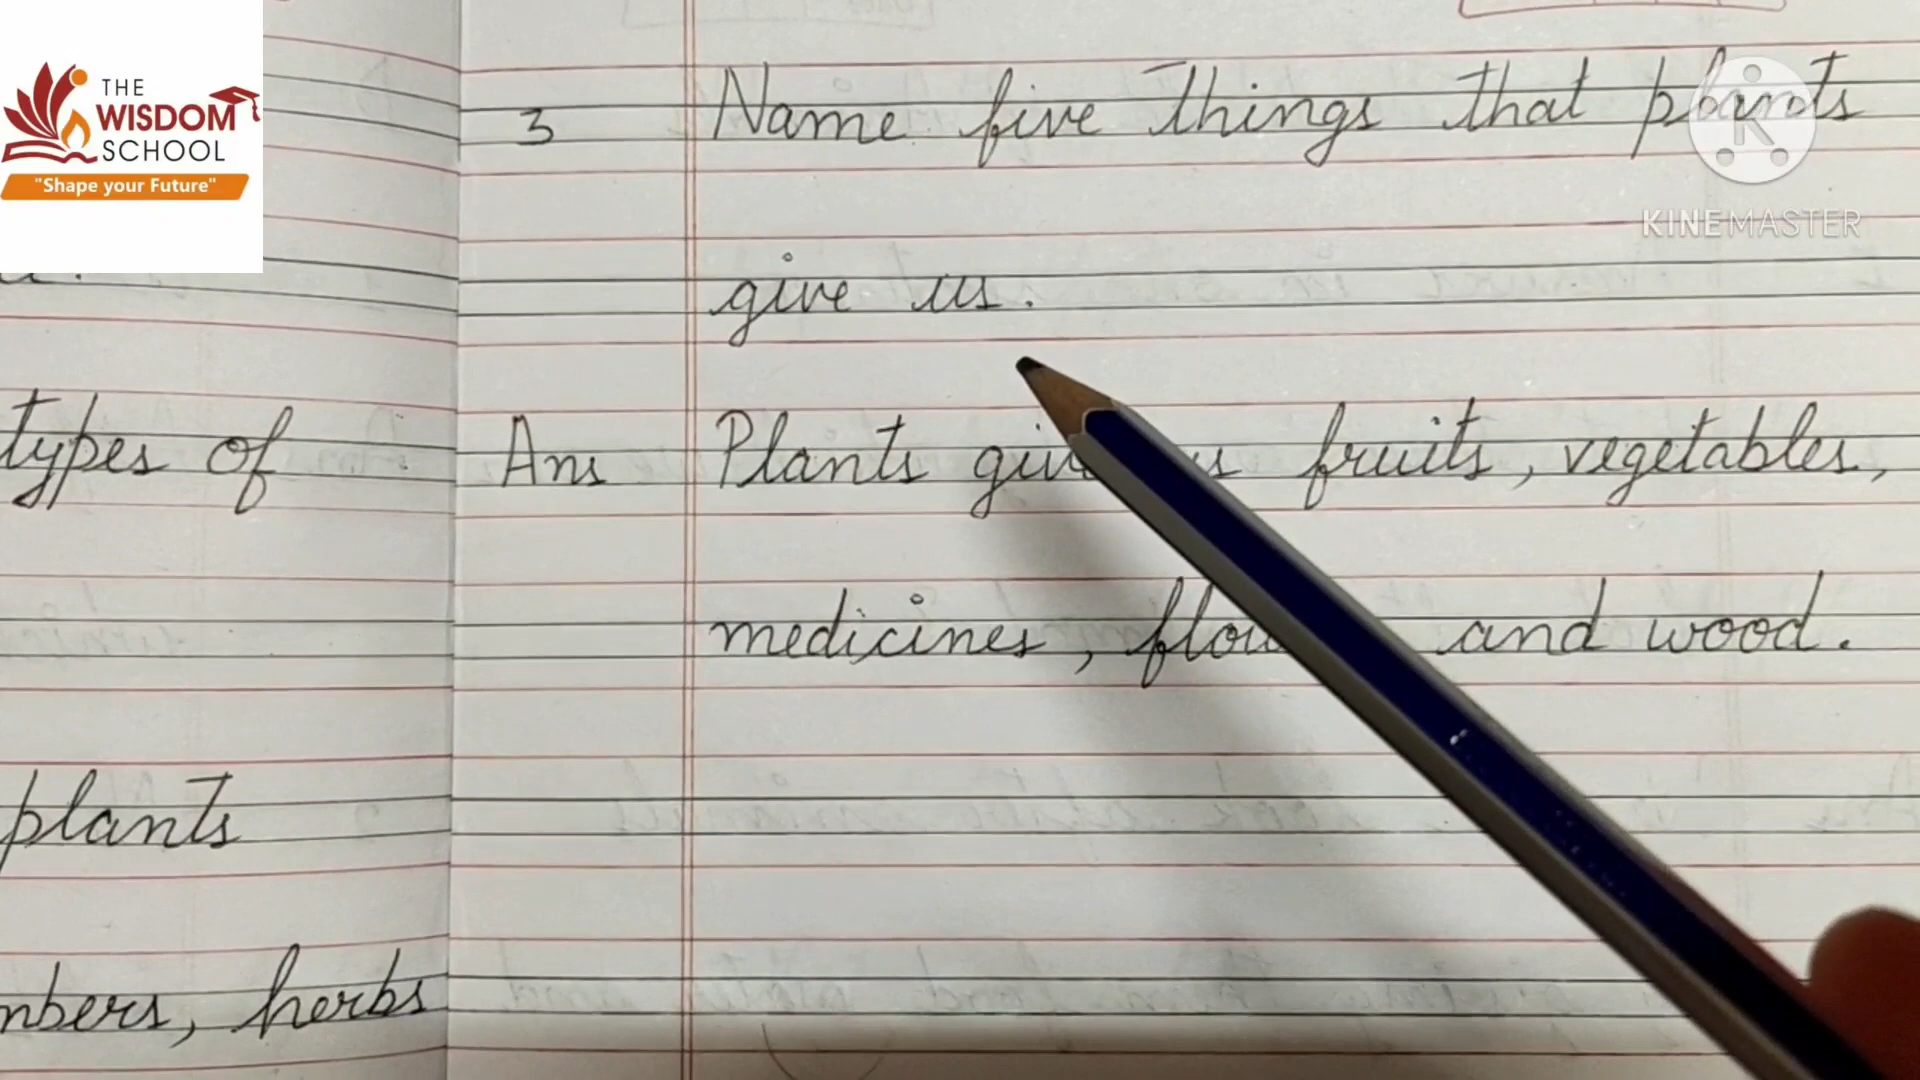 THE
WISDOM
SCHOOL
"Shape your Future"
KINEMASTER
types of
plants
herbs
3 Name five things that plants
give us.
Ans Plants fruits, vegetables,
medicines, and wood.